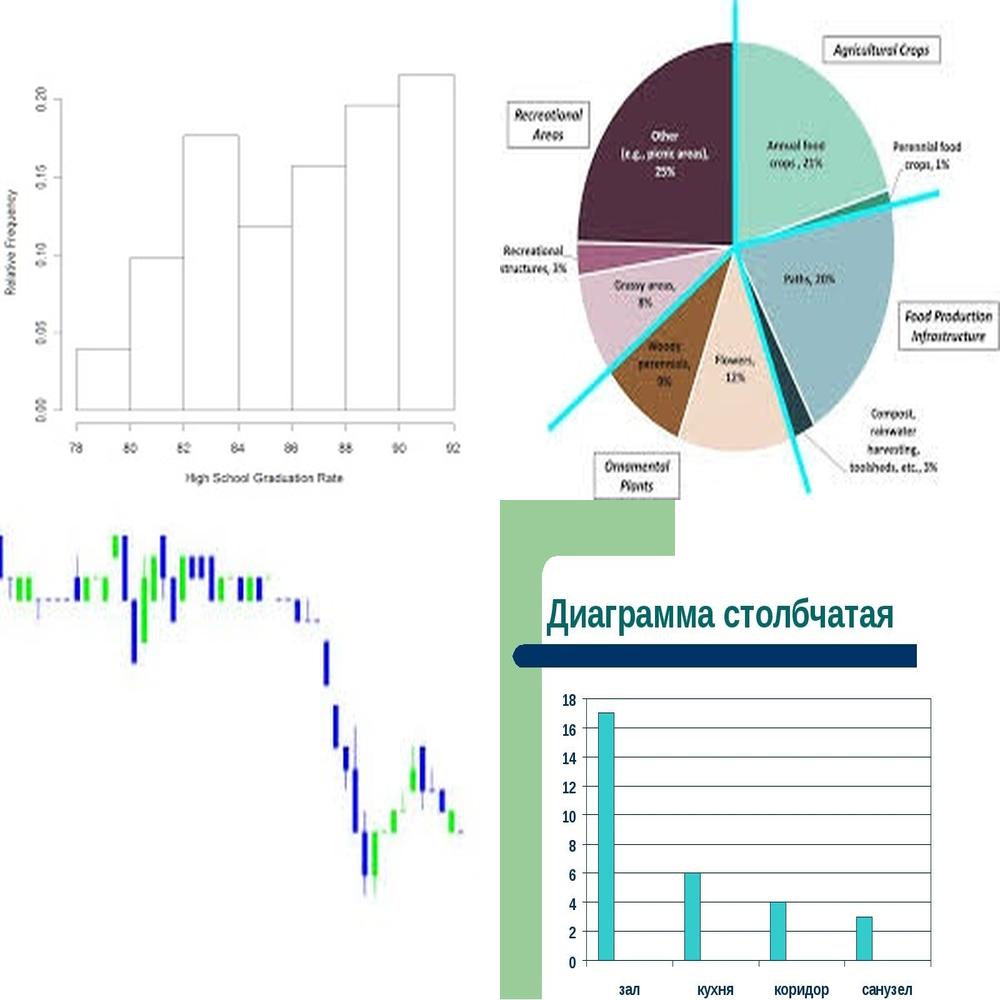 0.20
0.15
0.10
0.05
0.00
Relative Frequency
78 80 82 84 86 88 90 92
High School Graduation Rate
Agricultural Crops
Recreational
Areas
Other
(e.g., picnic areas),
25%
Annual food
crops , 21%
Perennial food
crops, 1%
Recreational
structures, 3%
Grassy areas,
8%
Paths, 20%
Food Production
Infrastructure
Woody
perennials,
9%
Flowers,
12%
Compost,
rainwater
harvesting,
toolsheds, etc., 3%
Ornamental
Plants
Диаграмма столбчатая
18
16
14
12
10
8
6
4
2
0
зал кухня коридор санузел